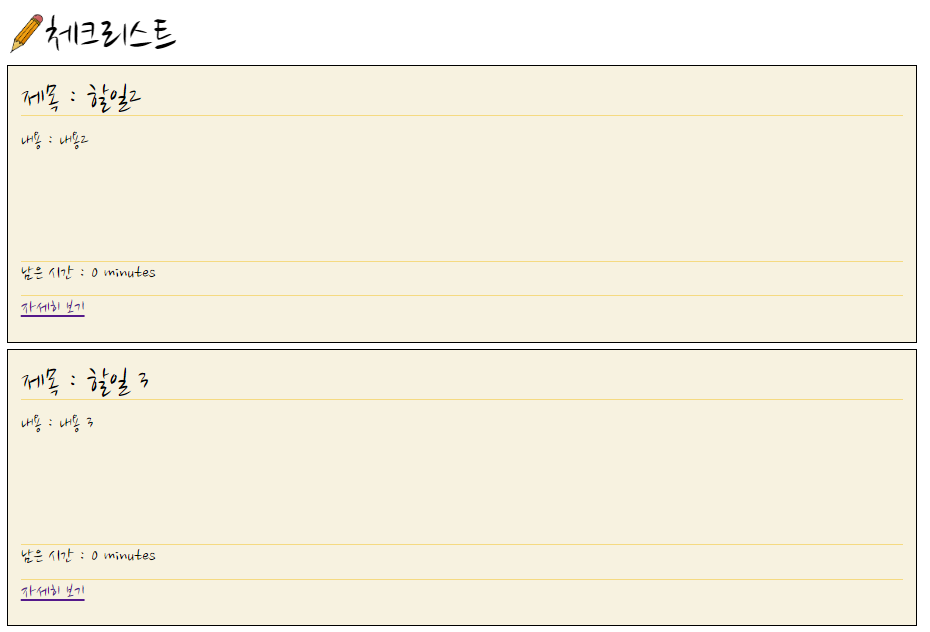 체크리스트
제목 : 할일2
내용 : 내용2
남은 시간 : 0 minutes
자세히 보기
제목 : 할일 3
내용 : 내용 3
남은 시간 : 0 minutes
자세히 보기